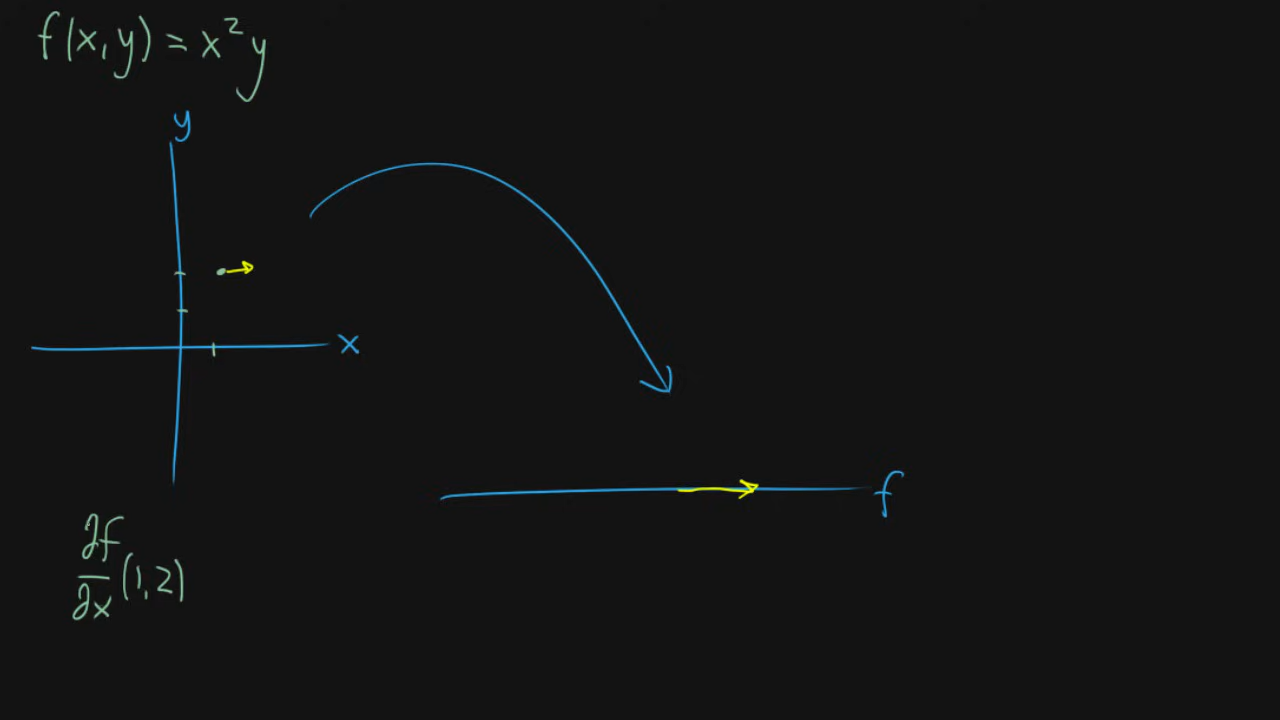 f(x,y) = x²y
y
x
f
∂f
∂x (1,2)